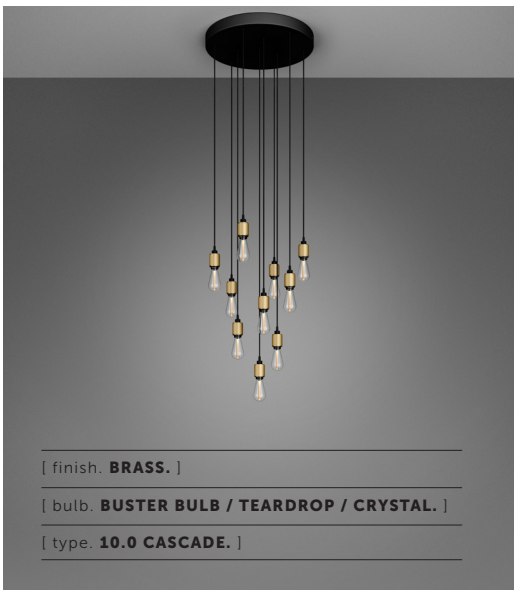 [ finish. BRASS. ]
[ bulb. BUSTER BULB / TEARDROP / CRYSTAL. ]
[ type. 10.0 CASCADE. ]